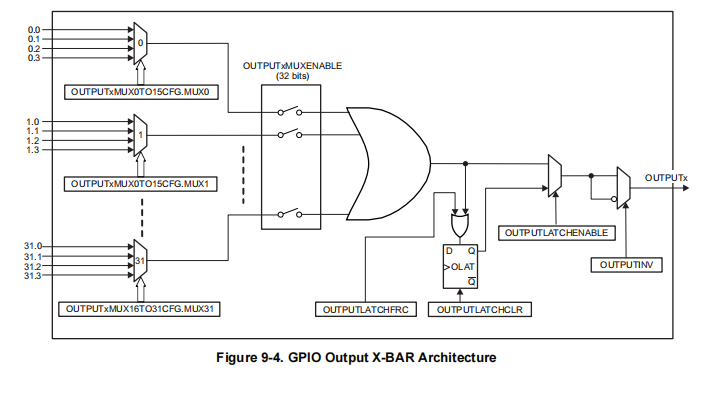 0.0
0.1
0.2
0.3
0
OUTPUTxMUX0TO15CFG.MUX0
OUTPUTxMUXENABLE
(32 bits)
1.0
1.1
1.2
1.3
1
OUTPUTxMUX0TO15CFG.MUX1
31.0
31.1
31.2
31.3
31
OUTPUTxMUX16TO31CFG.MUX31
D Q
OLAT
Q
OUTPUTLATCHFRC
OUTPUTLATCHCLR
OUTPUTLATCHENABLE
OUTPUTINV
OUTPUTx
Figure 9-4. GPIO Output X-BAR Architecture